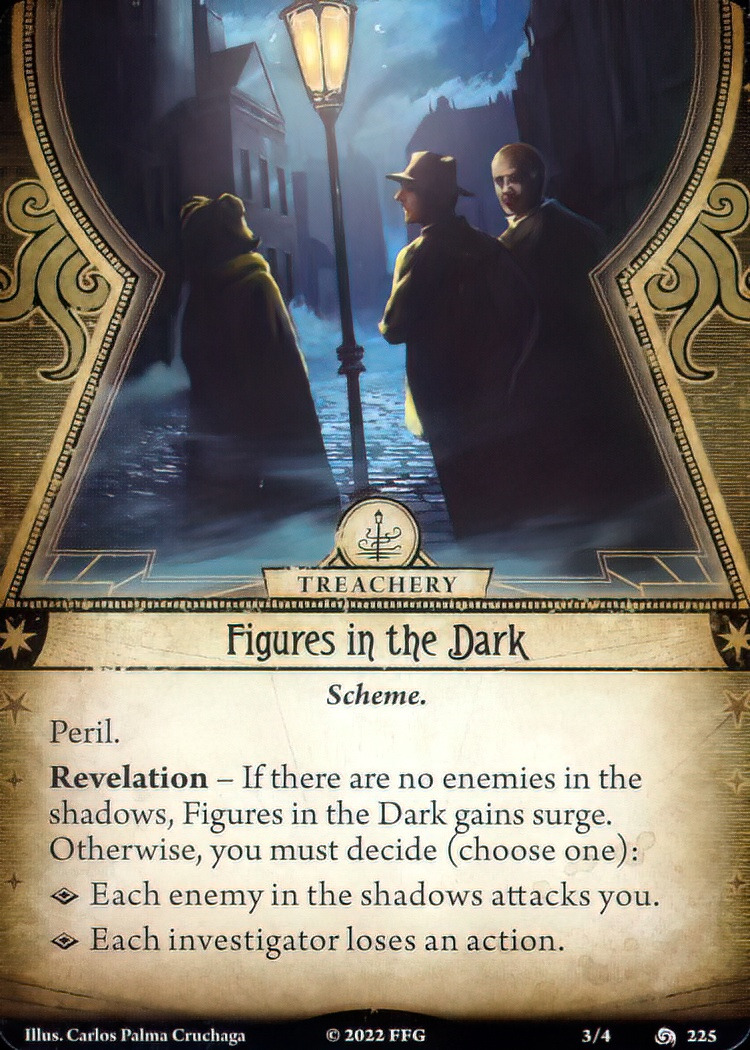 TREACHERY
Figures in the Dark
Scheme.
Peril.
Revelation – If there are no enemies in the
shadows, Figures in the Dark gains surge.
Otherwise, you must decide (choose one):
Each enemy in the shadows attacks you.
Each investigator loses an action.
Illus. Carlos Palma Cruchaga © 2022 FFG 3/4 225